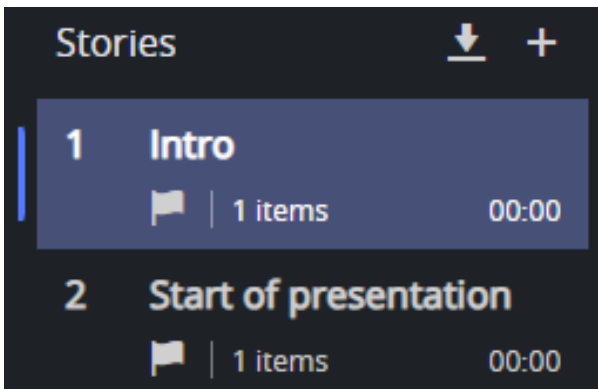 Stories
1 Intro
1 items 00:00
2 Start of presentation
1 items 00:00